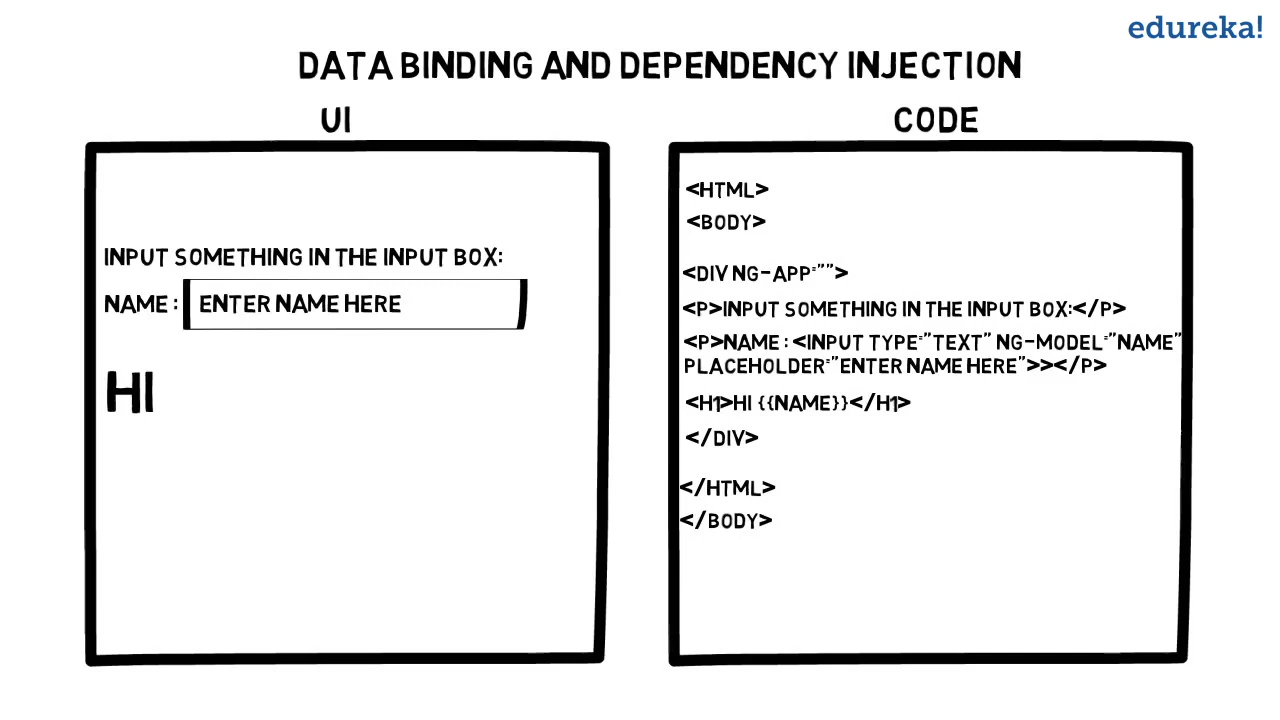 edureka!
DATA BINDING AND DEPENDENCY INJECTION
UI
INPUT SOMETHING IN THE INPUT BOX:
NAME : ENTER NAME HERE
HI
CODE
<HTML>
<BODY>
<DIV NG-APP="">
<P>INPUT SOMETHING IN THE INPUT BOX:</P>
<P>NAME : <INPUT TYPE="TEXT" NG-MODEL="NAME"
PLACEHOLDER="ENTER NAME HERE">></P>
<H1>HI {{NAME}}</H1>
</DIV>
</HTML>
</BODY>